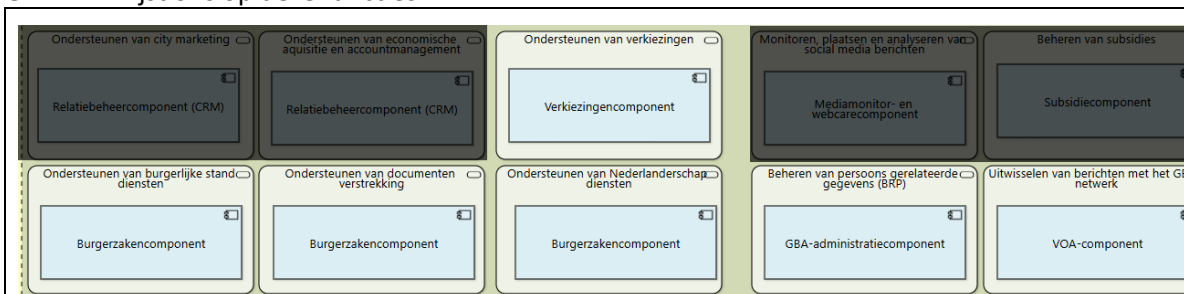 Ondersteunen van city marketing
Ondersteunen van economische
aquisitie en accountmanagement
Ondersteunen van verkiezingen
Monitoren, plaatsen en analyseren van
social media berichten
Beheren van subsidies
Relatiebeheercomponent (CRM)
Relatiebeheercomponent (CRM)
Verkiezingencomponent
Mediamonitor- en
webcarecomponent
Subsidiecomponent
Ondersteunen van burgerlijke stand
diensten
Ondersteunen van documenten
verstrekking
Ondersteunen van Nederlanderschap
diensten
Beheren van persoons gerelateerde
gegevens (BRP)
Uitwisselen van berichten met het
netwerk
Burgerzakencomponent
Burgerzakencomponent
Burgerzakencomponent
GBA-administratiecomponent
VOA-component